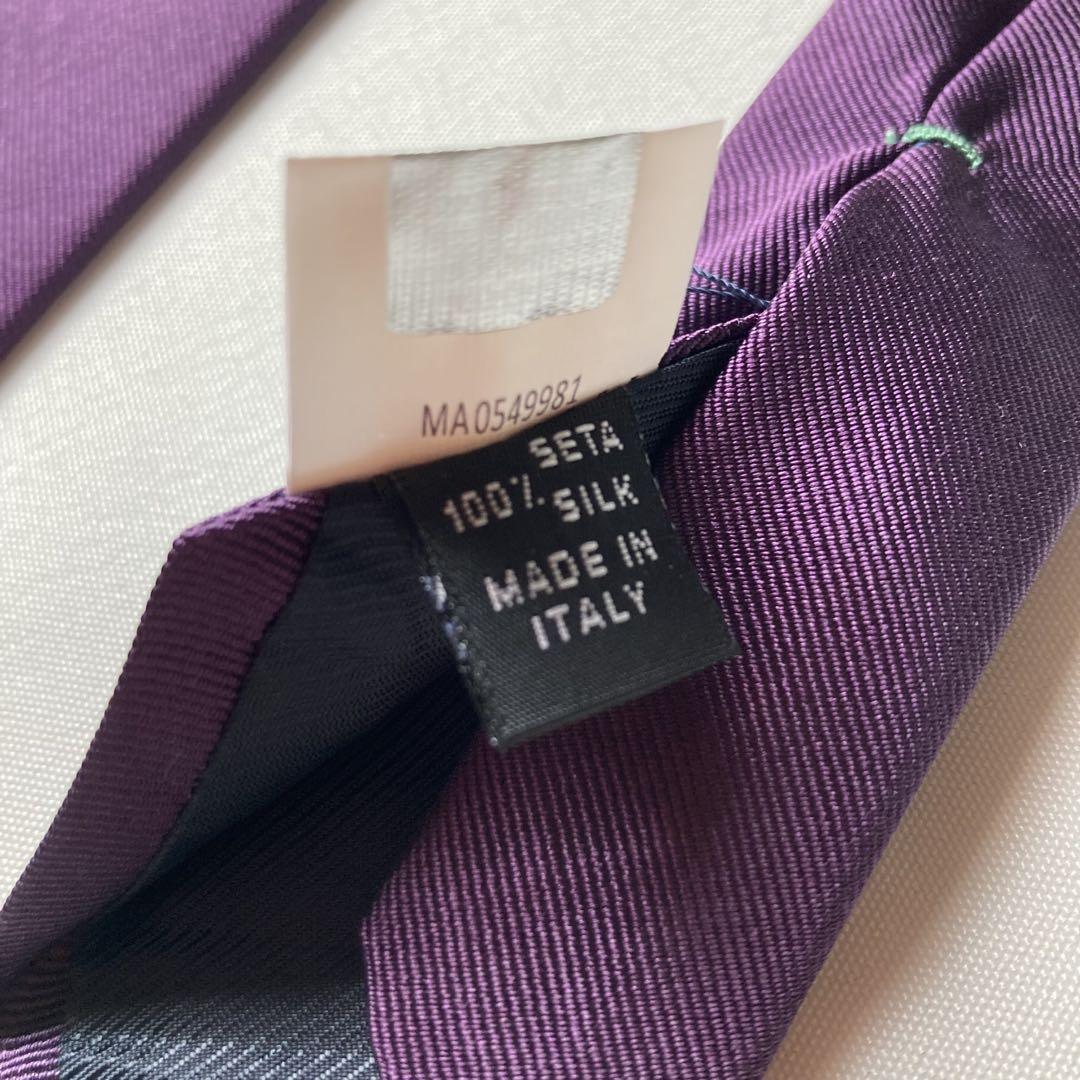 MA0549981
SETA
100% SILK
MADE IN
ITALY